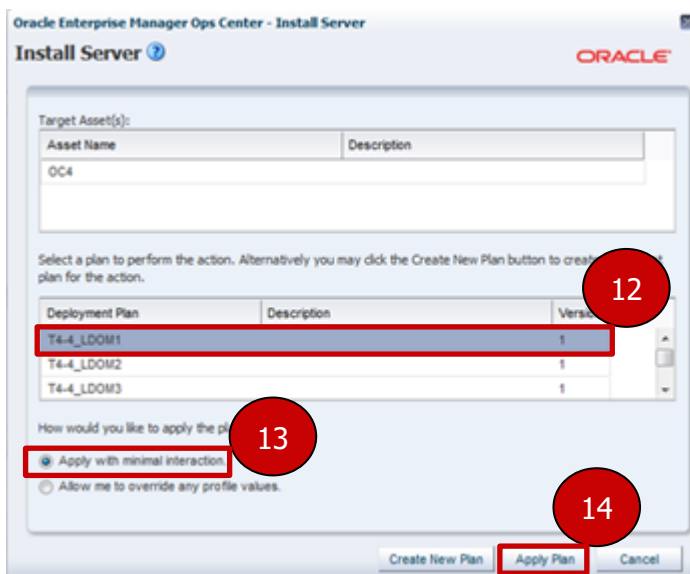 Oracle Enterprise Manager Ops Center - Install Server
Install Server
ORACLE
Target Asset(s):
Asset Name Description
OC4
Select a plan to perform the action. Alternatively you may click the Create New Plan button to create
plan for the action.
12
Deployment Plan Description
T4-4_LDOM1 1
T4-4_LDOM2 1
T4-4_LDOM3 1
How would you like to apply the
13
Apply with minimal interaction.
Allow me to override any profile values.
14
Create New Plan Apply Plan Cancel